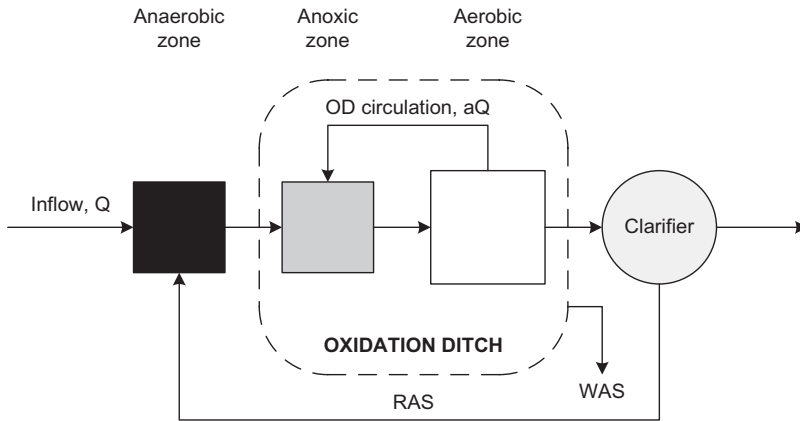 Anaerobic
zone
Anoxic
zone
Aerobic
zone
OD circulation, aQ
Inflow, Q
Clarifier
OXIDATION DITCH
WAS
RAS